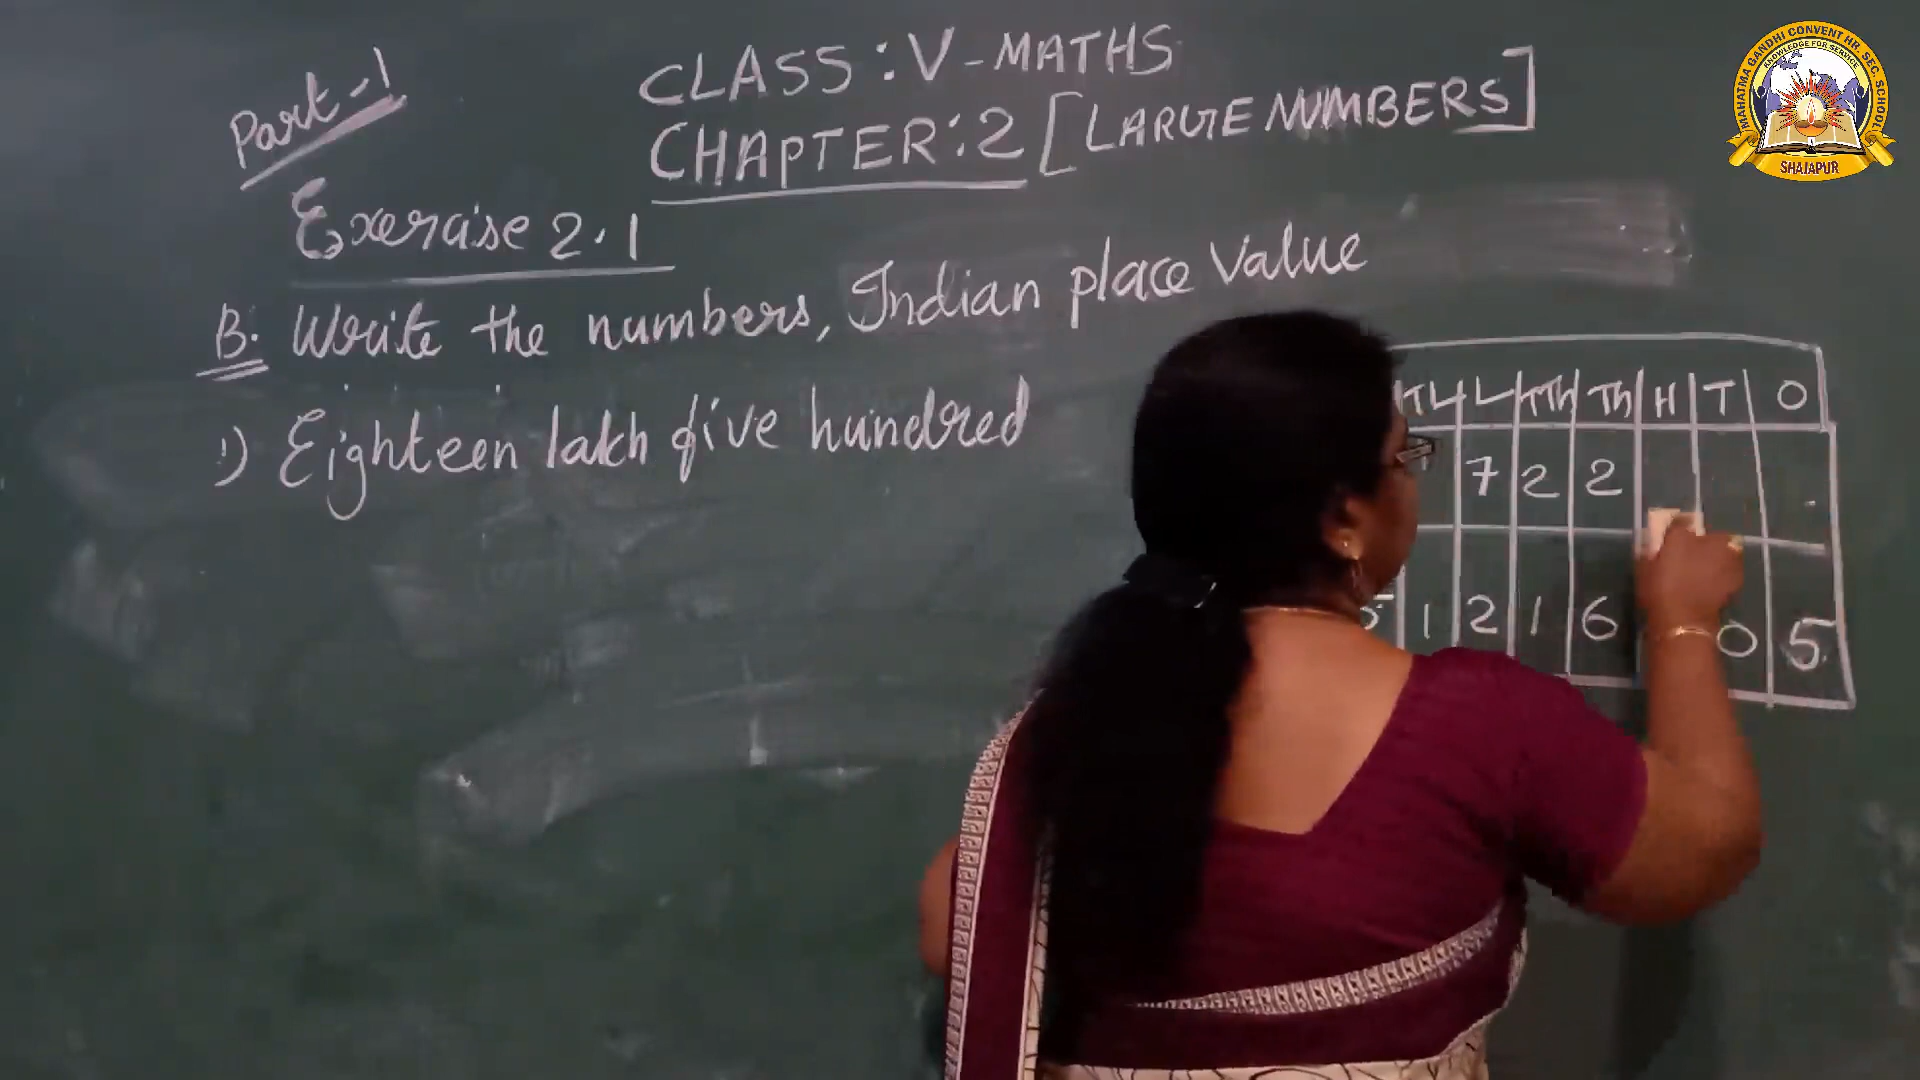 Part-1
CLASS : V - MATHS
CHAPTER : 2 [LARGE NUMBERS]
Exercise 2.1
B. Write the numbers, Indian place value
1) Eighteen lakh five hundred
TL L TTh Th H T O
7 2 2
1 2 1 6 0 5
MAHATMA GANDHI CONVENT HR. SEC. SCHOOL
KNOWLEDGE FOR SERVICE
SHAJAPUR